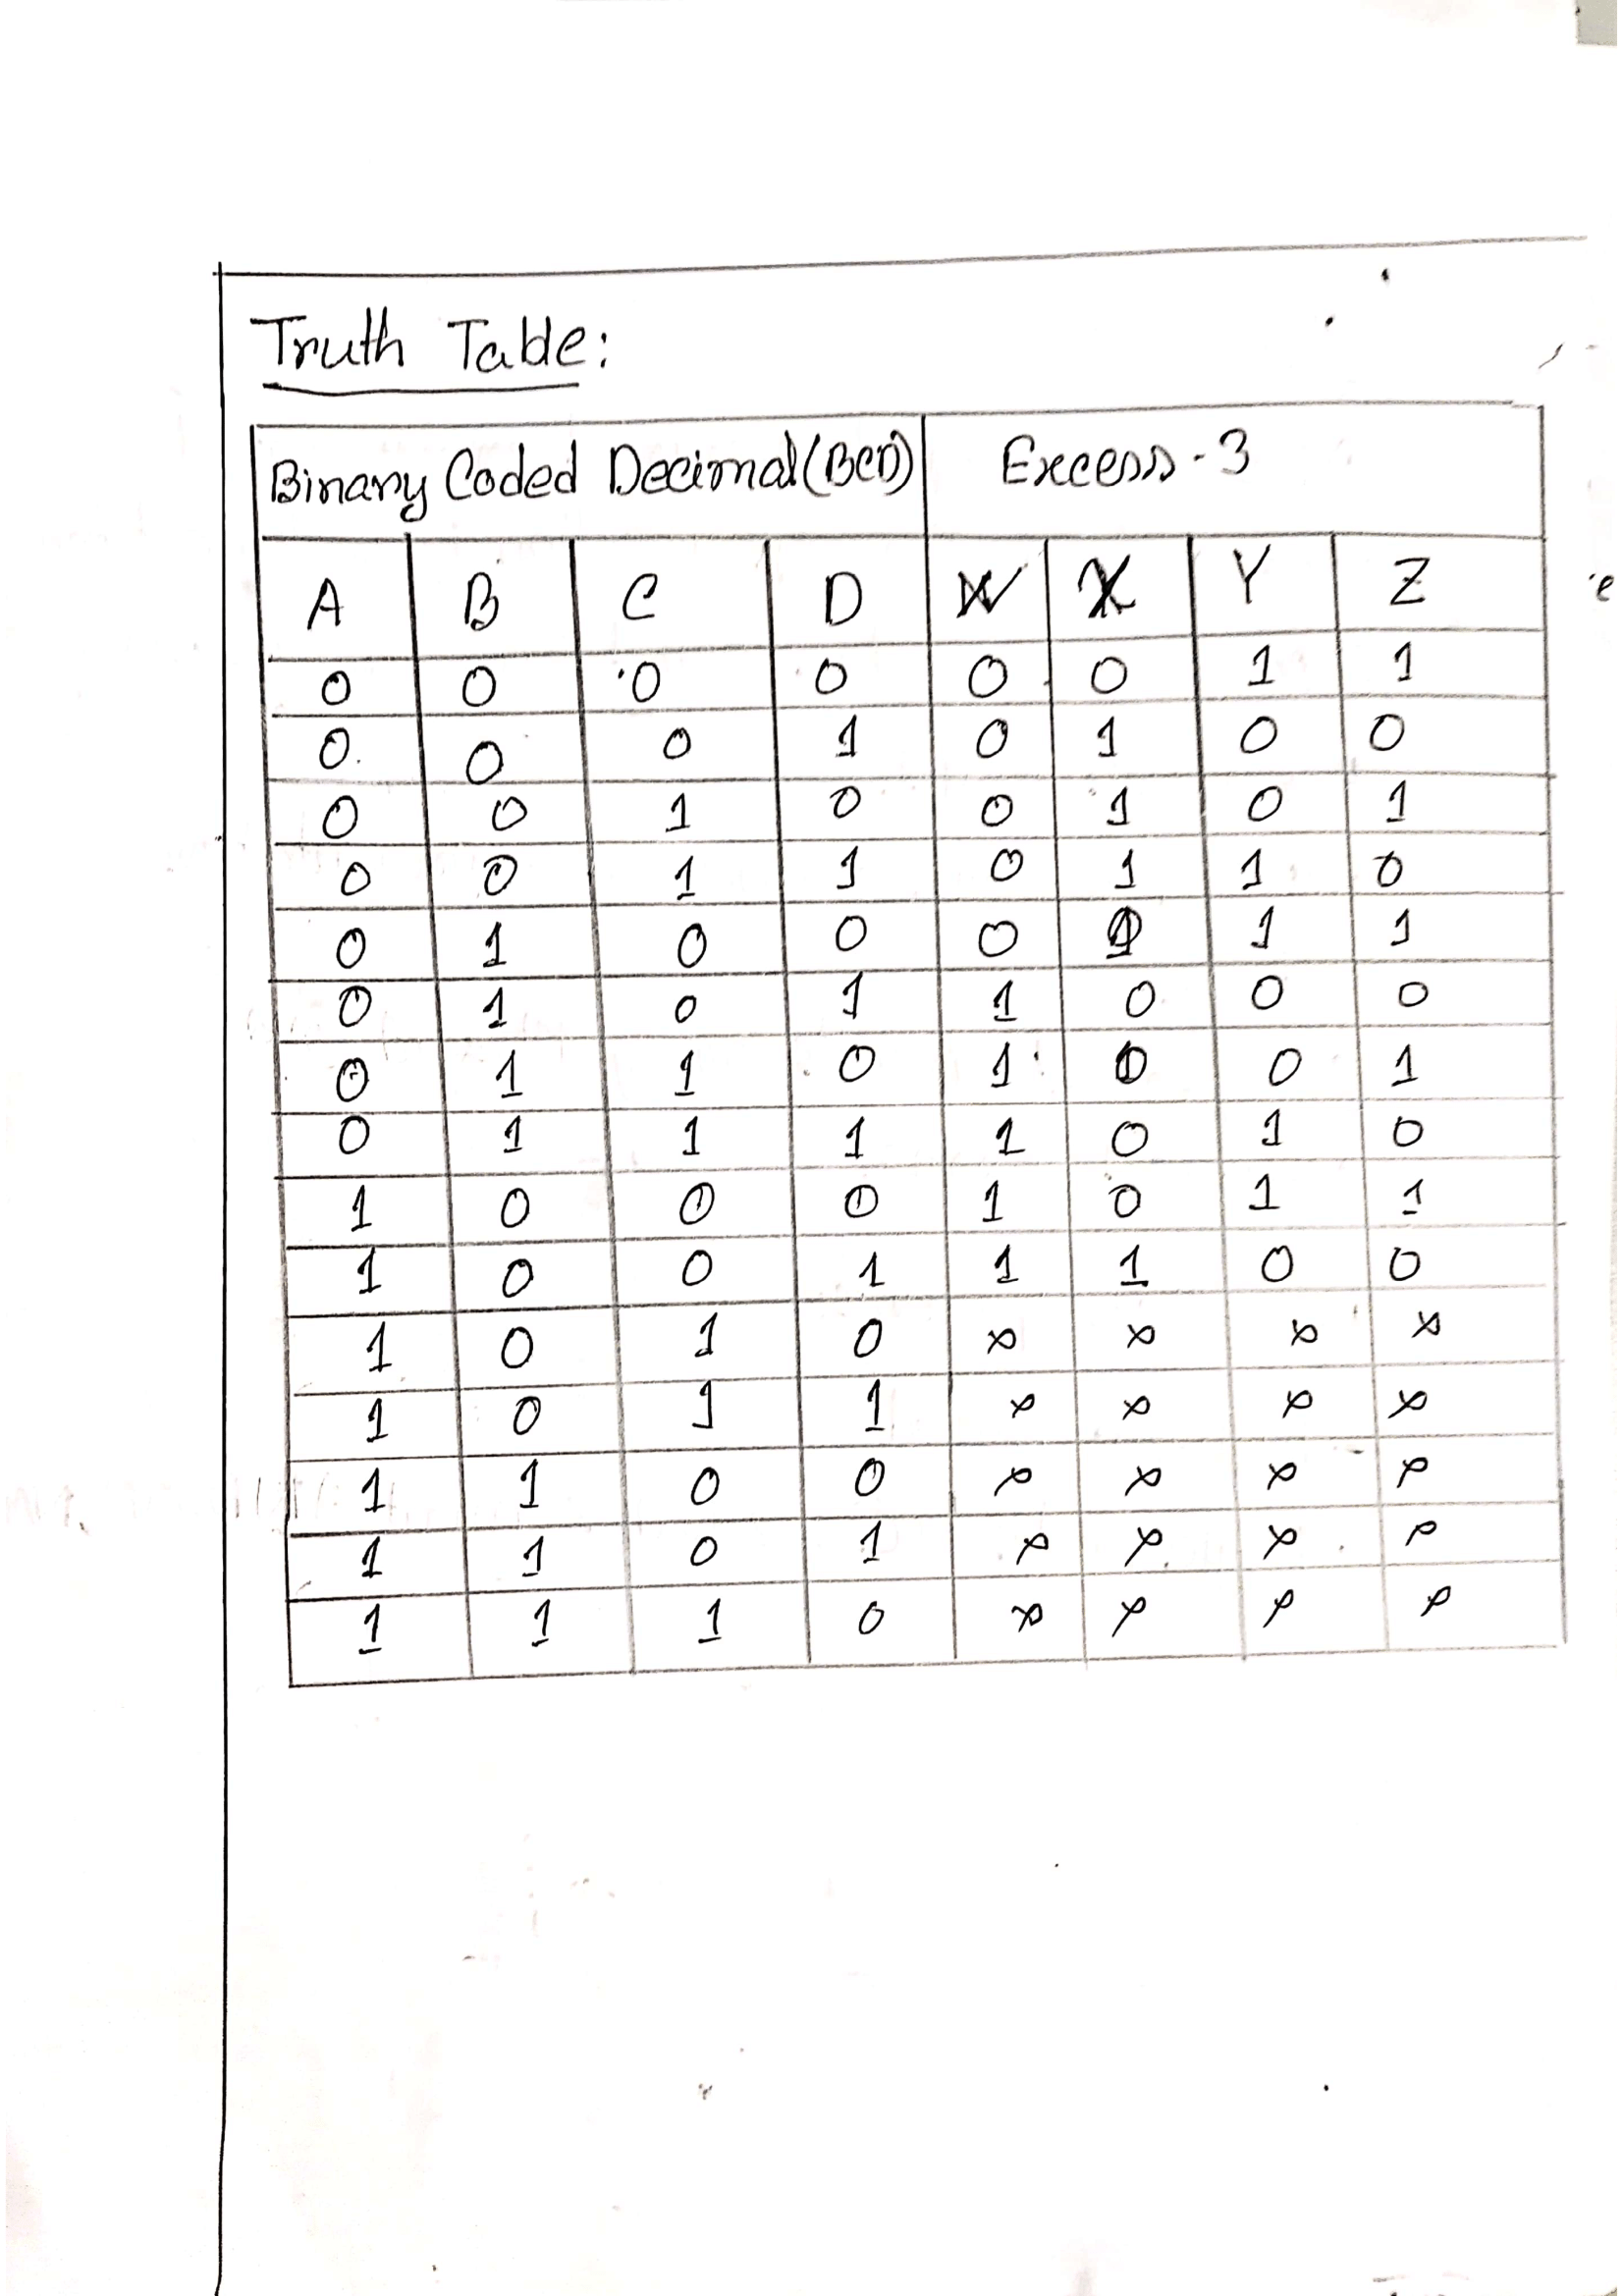 Truth Table:
Binary Coded Decimal(BCD) Excess-3
A B C D W X Y Z
0 0 0 0 0 0 1 1
0 0 0 1 0 1 0 0
0 0 1 0 0 1 0 1
0 0 1 1 0 1 1 0
0 1 0 0 0 1 1 1
0 1 0 1 1 0 0 0
0 1 1 0 1 0 0 1
0 1 1 1 1 0 1 0
1 0 0 0 1 0 1 1
1 0 0 1 1 1 0 0
1 0 1 0 x x x x
1 0 1 1 x x x x
1 1 0 0 x x x x
1 1 0 1 x x x x
1 1 1 0 x x x x